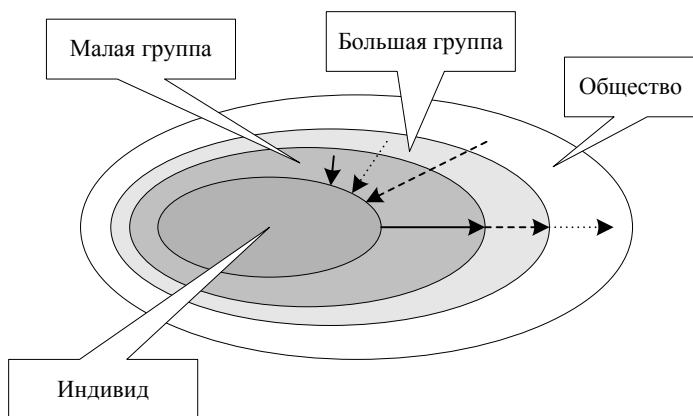 Малая группа
Большая группа
Общество
Индивид